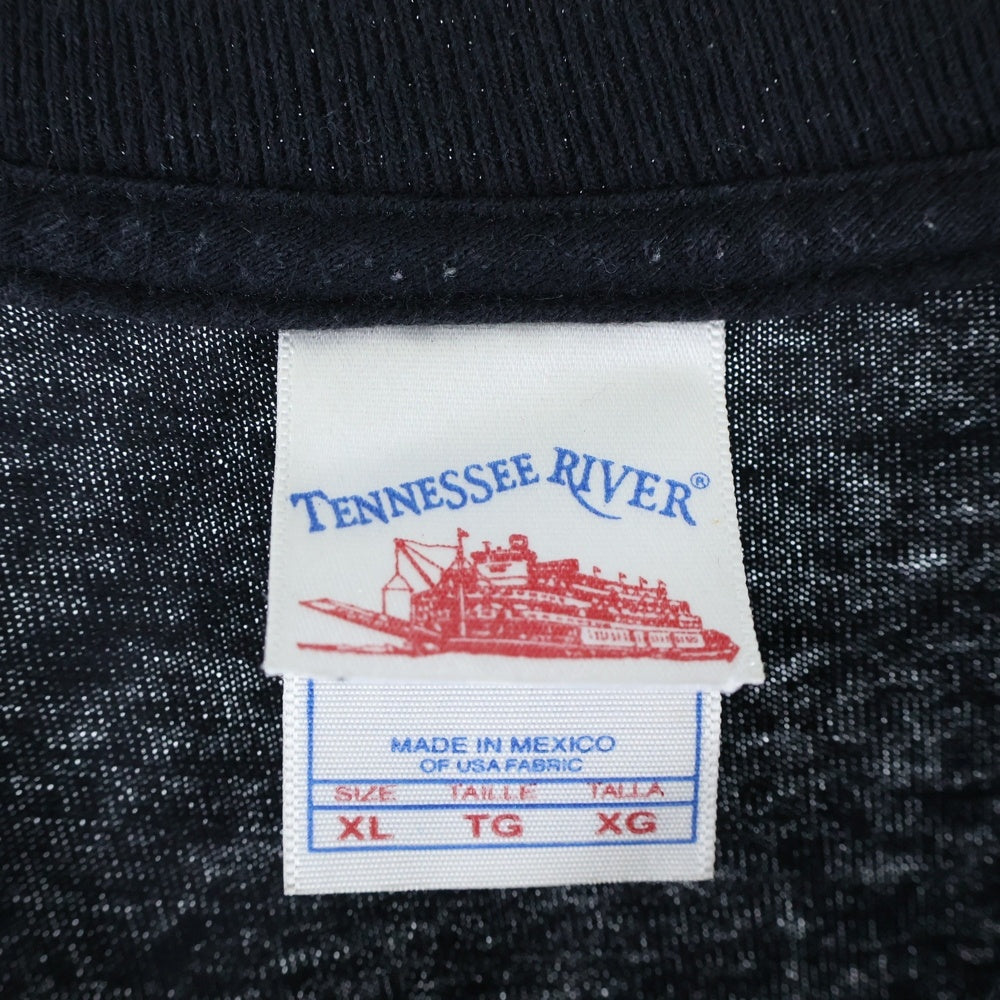 TENNESSEE RIVER®
MADE IN MEXICO
OF USA FABRIC
SIZE TAILLE TALLA
XL TG XG